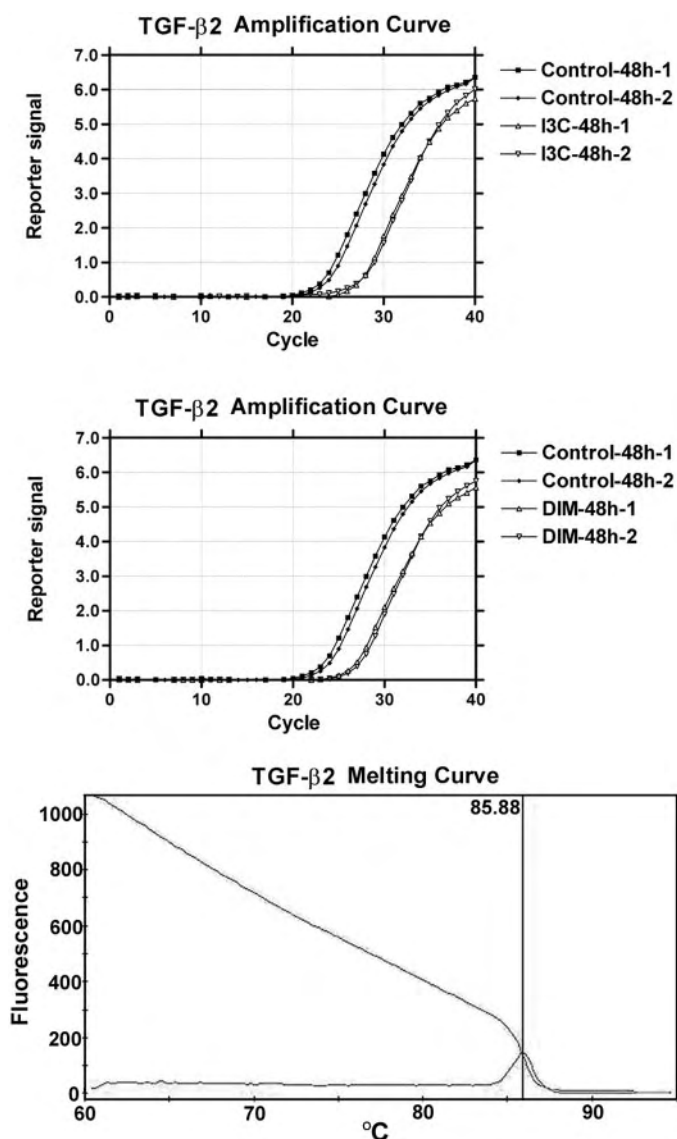 TGF-β2 Amplification Curve
7.0
6.0
5.0
4.0
3.0
2.0
1.0
0.0
Reporter signal
0 10 20 30 40
Cycle
Control-48h-1
Control-48h-2
I3C-48h-1
I3C-48h-2
TGF-β2 Amplification Curve
7.0
6.0
5.0
4.0
3.0
2.0
1.0
0.0
Reporter signal
0 10 20 30 40
Cycle
Control-48h-1
Control-48h-2
DIM-48h-1
DIM-48h-2
TGF-β2 Melting Curve
85.88
1000
800
600
400
200
0
Fluorescence
60 70 80 90
°C